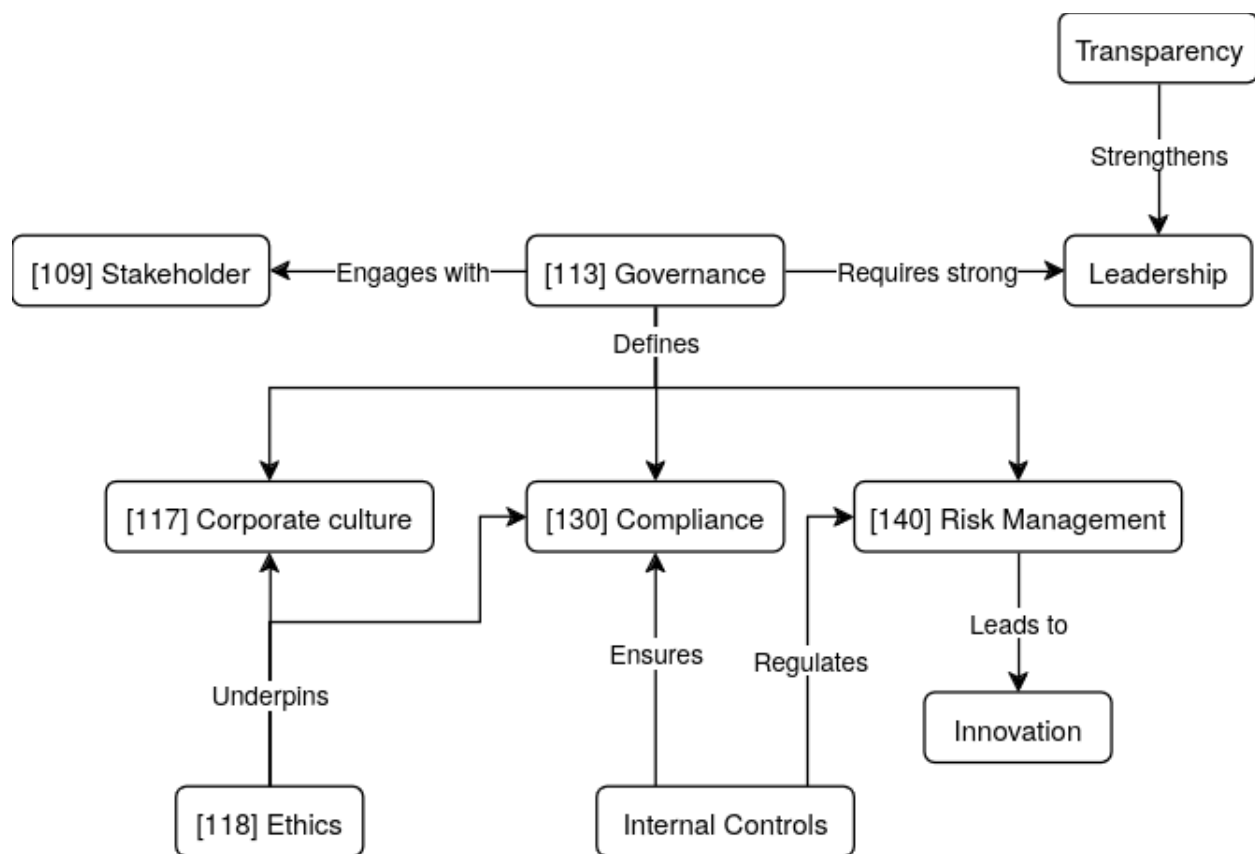 Transparency
Strengthens
[109] Stakeholder
Engages with
[113] Governance
Requires strong
Leadership
Defines
[117] Corporate culture
[130] Compliance
[140] Risk Management
Underpins
Ensures
Regulates
Leads to
Innovation
[118] Ethics
Internal Controls